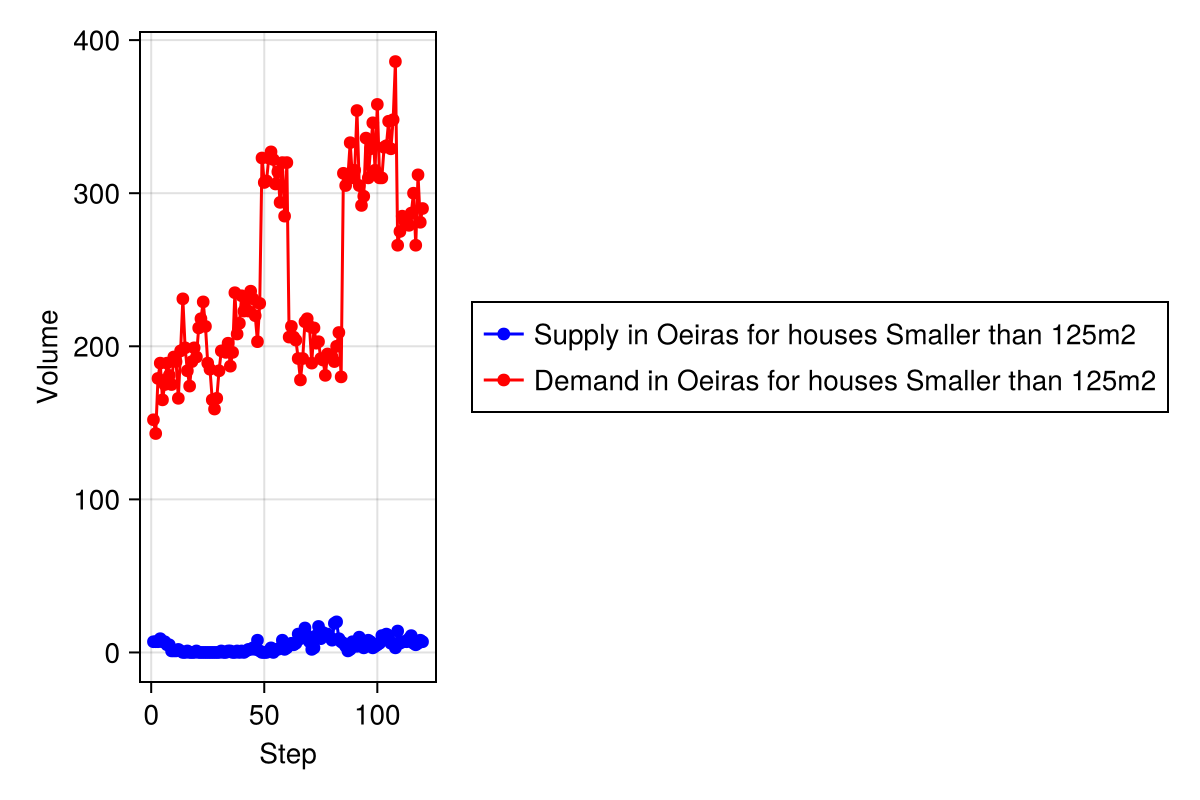 400
300
200
100
0
Volume
0 50 100
Step
Supply in Oeiras for houses Smaller than 125m2
Demand in Oeiras for houses Smaller than 125m2